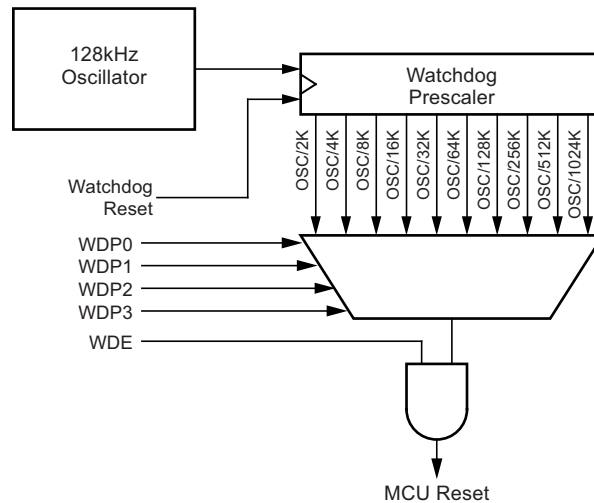 128kHz
Oscillator
Watchdog
Prescaler
OSC/2K
OSC/4K
OSC/8K
OSC/16K
OSC/32K
OSC/64K
OSC/128K
OSC/256K
OSC/512K
OSC/1024K
Watchdog
Reset
WDP0
WDP1
WDP2
WDP3
WDE
MCU Reset